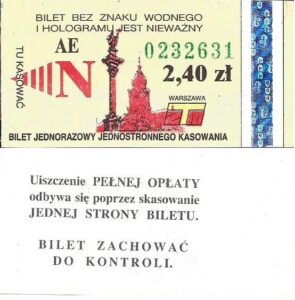 BILET BEZ ZNAKU WODNEGO
I HOLOGRAMU JEST NIEWAŻNY
TU KASOWAĆ
AE
0232631
N
2,40 zł
WARSZAWA
BILET JEDNORAZOWY JEDNOSTRONNEGO KASOWANIA
Uiszczenie PEŁNEJ OPŁATY
odbywa się poprzez skasowanie
JEDNEJ STRONY BILETU.
BILET ZACHOWAĆ
DO KONTROLI.